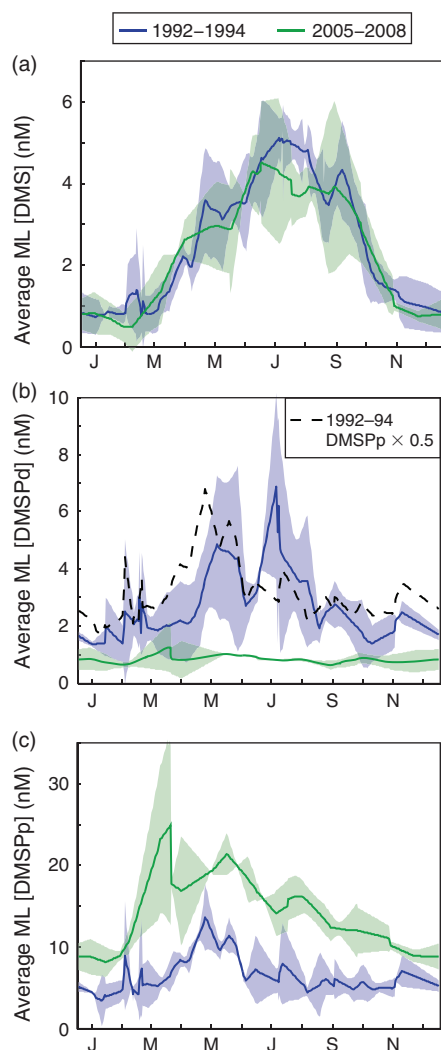 1992–1994 2005–2008
(a)
6
4
2
0
Average ML [DMS] (nM)
J M M J S N
(b)
10
8
6
4
2
0
Average ML [DMSPd] (nM)
1992–94
DMSPp × 0.5
J M M J S N
(c)
30
20
10
0
Average ML [DMSPp] (nM)
J M M J S N